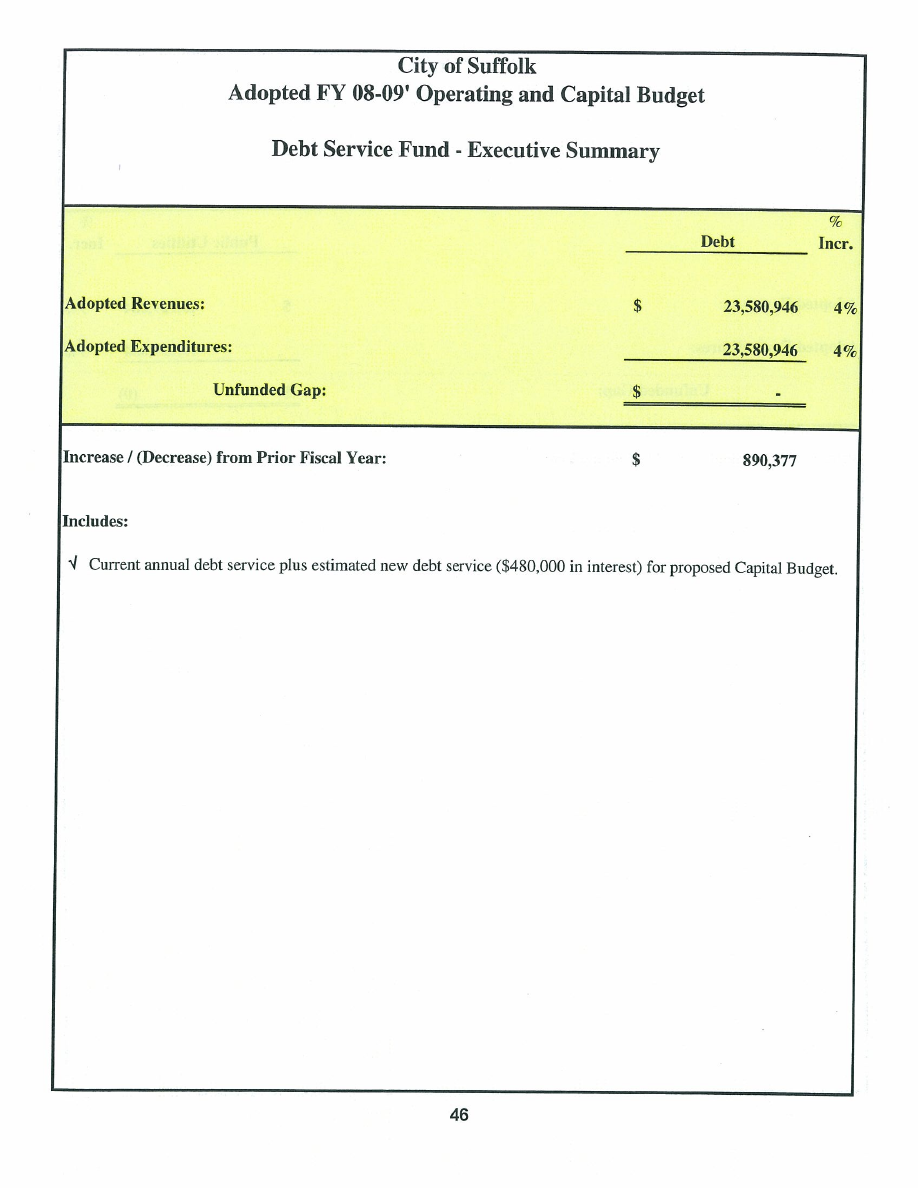 City of Suffolk
Adopted FY 08-09' Operating and Capital Budget
Debt Service Fund - Executive Summary
%
Debt Incr.
Adopted Revenues: $ 23,580,946 4%
Adopted Expenditures: 23,580,946 4%
Unfunded Gap: $ -
Increase / (Decrease) from Prior Fiscal Year: $ 890,377
Includes:
√ Current annual debt service plus estimated new debt service ($480,000 in interest) for proposed Capital Budget.
46